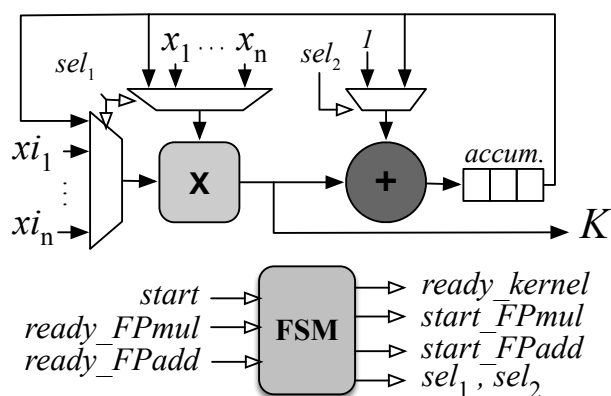 x1 ... xn
sel1
sel2
1
xi1
...
xin
X
+
accum.
K
start
ready_FPmul
ready_FPadd
FSM
ready_kernel
start_FPmul
start_FPadd
sel1 , sel2